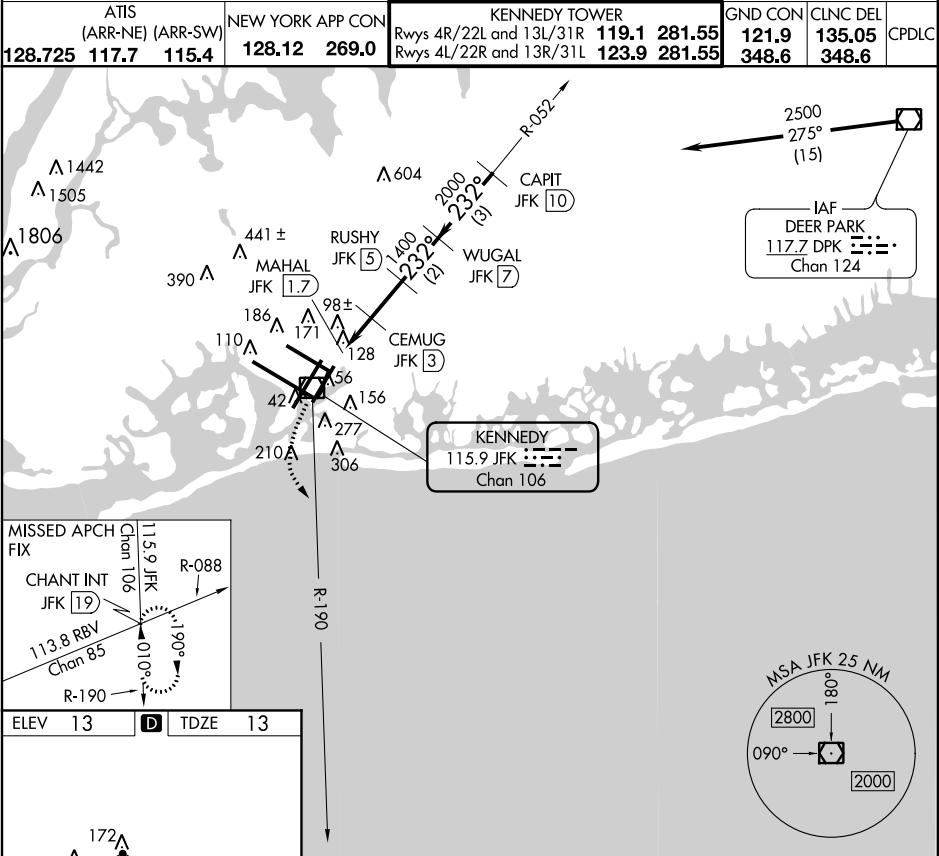 ATIS
(ARR-NE) (ARR-SW)
128.725 117.7 115.4
NEW YORK APP CON
128.12 269.0
KENNEDY TOWER
Rwys 4R/22L and 13L/31R 119.1 281.55
Rwys 4L/22R and 13R/31L 123.9 281.55
GND CON
121.9
348.6
CLNC DEL
135.05
348.6
CPDLC
1442
1505
1806
604
441 ±
390
186
171
98 ±
128
110
56
42
156
277
210
306
R-052
2000
232°
(3)
CAPIT
JFK 10
1400
232°
(2)
WUGAL
JFK 7
RUSHY
JFK 5
MAHAL
JFK 1.7
CEMUG
JFK 3
2500
275°
(15)
IAF
DEER PARK
117.7 DPK
Chan 124
KENNEDY
115.9 JFK
Chan 106
R-190
MISSED APCH
FIX
115.9 JFK
Chan 106
CHANT INT
JFK 19
R-088
113.8 RBV
Chan 85
010°
190°
R-190
MSA JFK 25 NM
180°
2800
090°
2000
ELEV 13 D TDZE 13
172